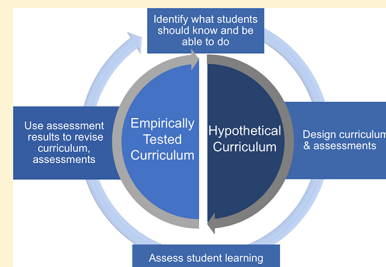 Identify what students
should know and be
able to do
Use assessment
results to revise
curriculum,
assessments
Empirically
Tested
Curriculum
Hypothetical
Curriculum
Design curriculum
& assessments
Assess student learning